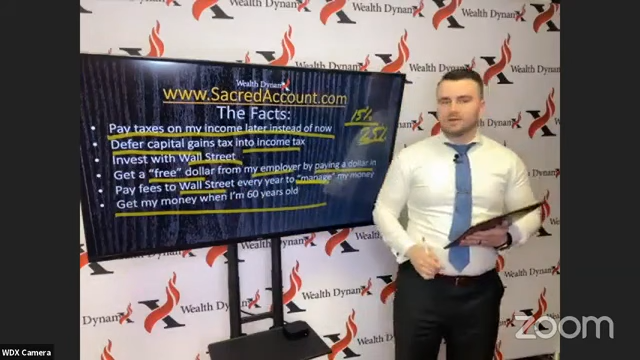 Wealth DynamX
www.SacredAccount.com
The Facts:
• Pay taxes on my income later instead of now
• Defer capital gains tax into income tax
• Invest with Wall Street
• Get a "free" dollar from my employer by paying a dollar in
• Pay fees to Wall Street every year to "manage" my money
• Get my money when I'm 60 years old
15%
25%
Wealth DynamX
WDX Camera
zoom